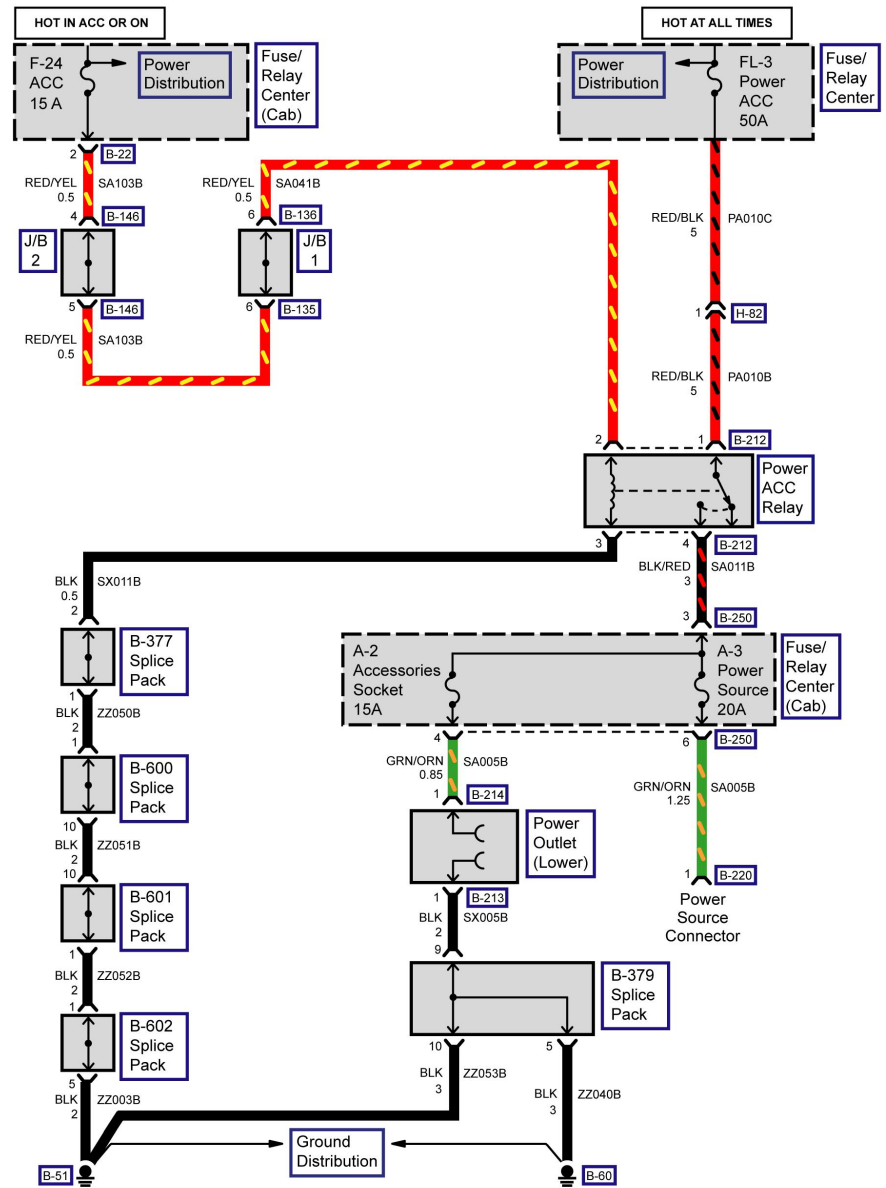 HOT IN ACC OR ON
HOT AT ALL TIMES
F-24
ACC
15 A
Power
Distribution
Fuse/
Relay
Center
(Cab)
Power
Distribution
FL-3
Power
ACC
50A
Fuse/
Relay
Center
2
B-22
RED/YEL
0.5
SA103B
4
B-146
J/B
2
5
B-146
RED/YEL
0.5
SA103B
RED/YEL
0.5
SA041B
6
B-136
J/B
1
6
B-135
RED/BLK
5
PA010C
1
H-82
RED/BLK
5
PA010B
2
1
B-212
Power
ACC
Relay
3
4
B-212
BLK/RED
3
SA011B
3
B-250
BLK
0.5
SX011B
2
B-377
Splice
Pack
1
BLK
2
ZZ050B
1
B-600
Splice
Pack
10
BLK
2
ZZ051B
10
B-601
Splice
Pack
1
BLK
2
ZZ052B
1
B-602
Splice
Pack
5
BLK
2
ZZ003B
B-51
A-2
Accessories
Socket
15A
A-3
Power
Source
20A
Fuse/
Relay
Center
(Cab)
4
6
B-250
GRN/ORN
0.85
SA005B
1
B-214
Power
Outlet
(Lower)
1
B-213
BLK
2
SX005B
9
GRN/ORN
1.25
SA005B
1
B-220
Power
Source
Connector
B-379
Splice
Pack
10
5
BLK
3
ZZ053B
BLK
3
ZZ040B
Ground
Distribution
B-60